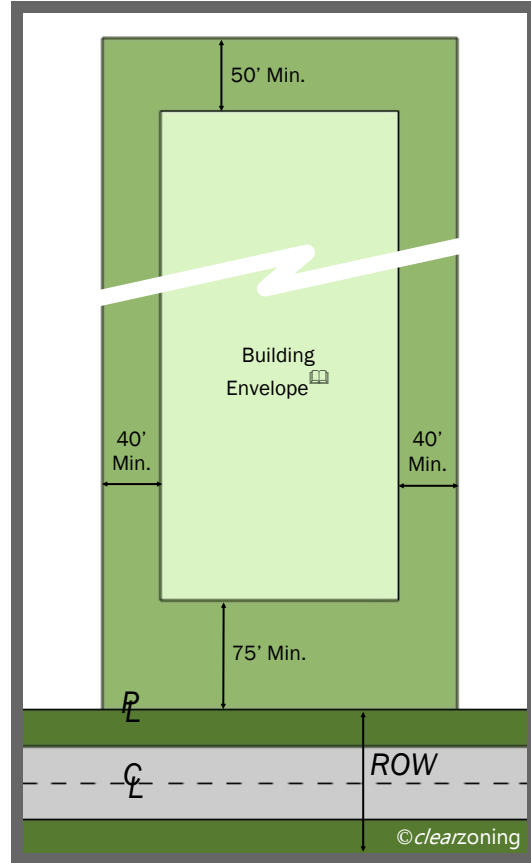 50’ Min.
Building
Envelope
40’
Min.
40’
Min.
75’ Min.
PL
CL
ROW
©clearzoning